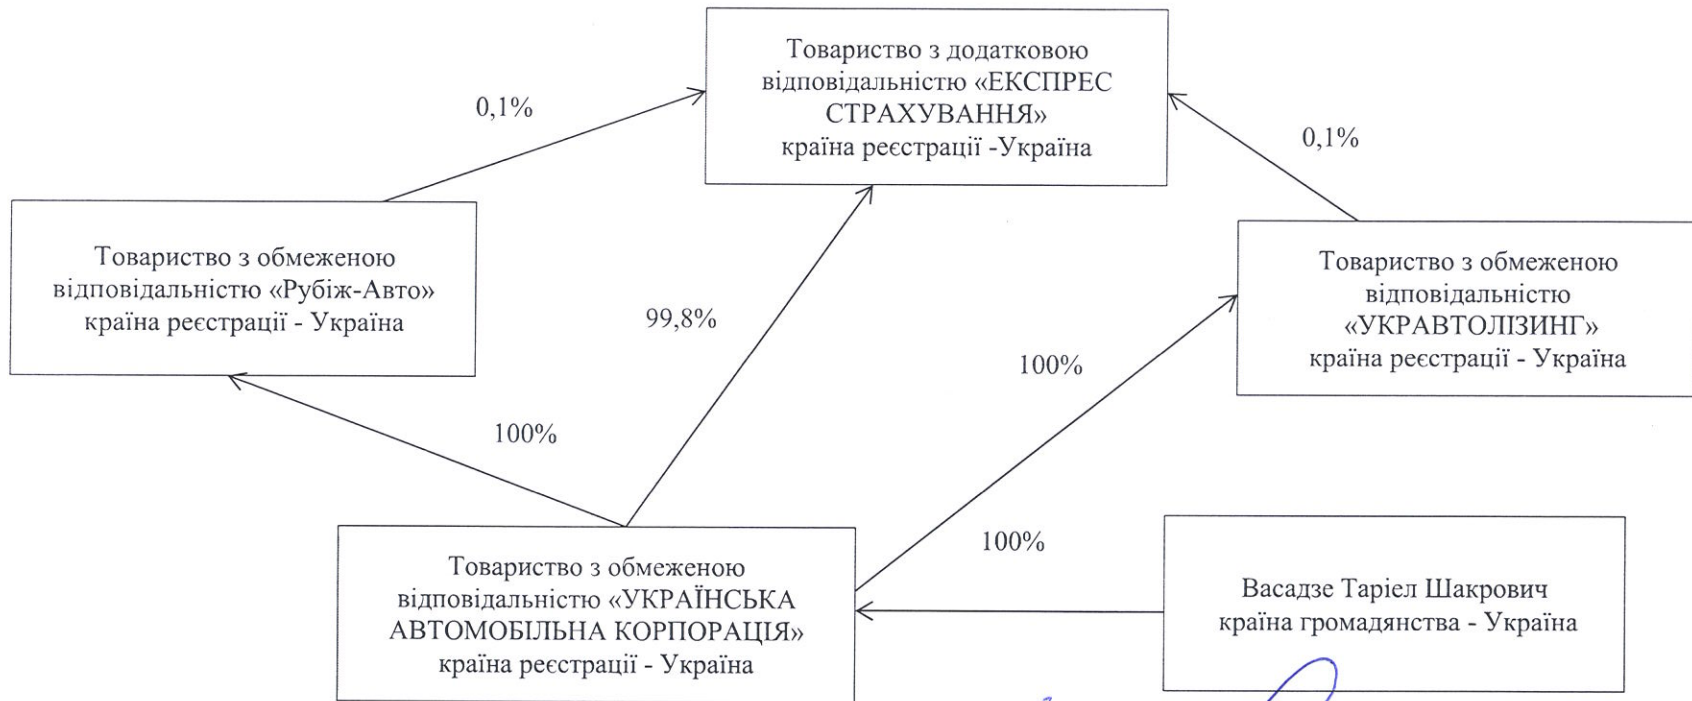 Товариство з додатковою
відповідальністю «ЕКСПРЕС
СТРАХУВАННЯ»
країна реєстрації -Україна
0,1%
0,1%
Товариство з обмеженою
відповідальністю «Рубіж-Авто»
країна реєстрації - Україна
Товариство з обмеженою
відповідальністю
«УКРАВТОЛІЗИНГ»
країна реєстрації - Україна
99,8%
100%
100%
100%
Товариство з обмеженою
відповідальністю «УКРАЇНСЬКА
АВТОМОБІЛЬНА КОРПОРАЦІЯ»
країна реєстрації - Україна
Васадзе Таріел Шакрович
країна громадянства - Україна